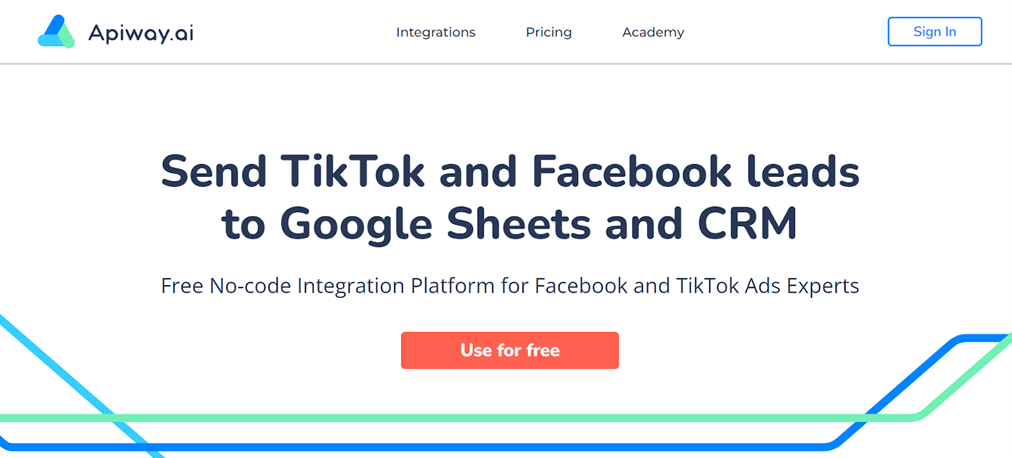 Apiway.ai
Integrations
Pricing
Academy
Sign In
Send TikTok and Facebook leads
to Google Sheets and CRM
Free No-code Integration Platform for Facebook and TikTok Ads Experts
Use for free